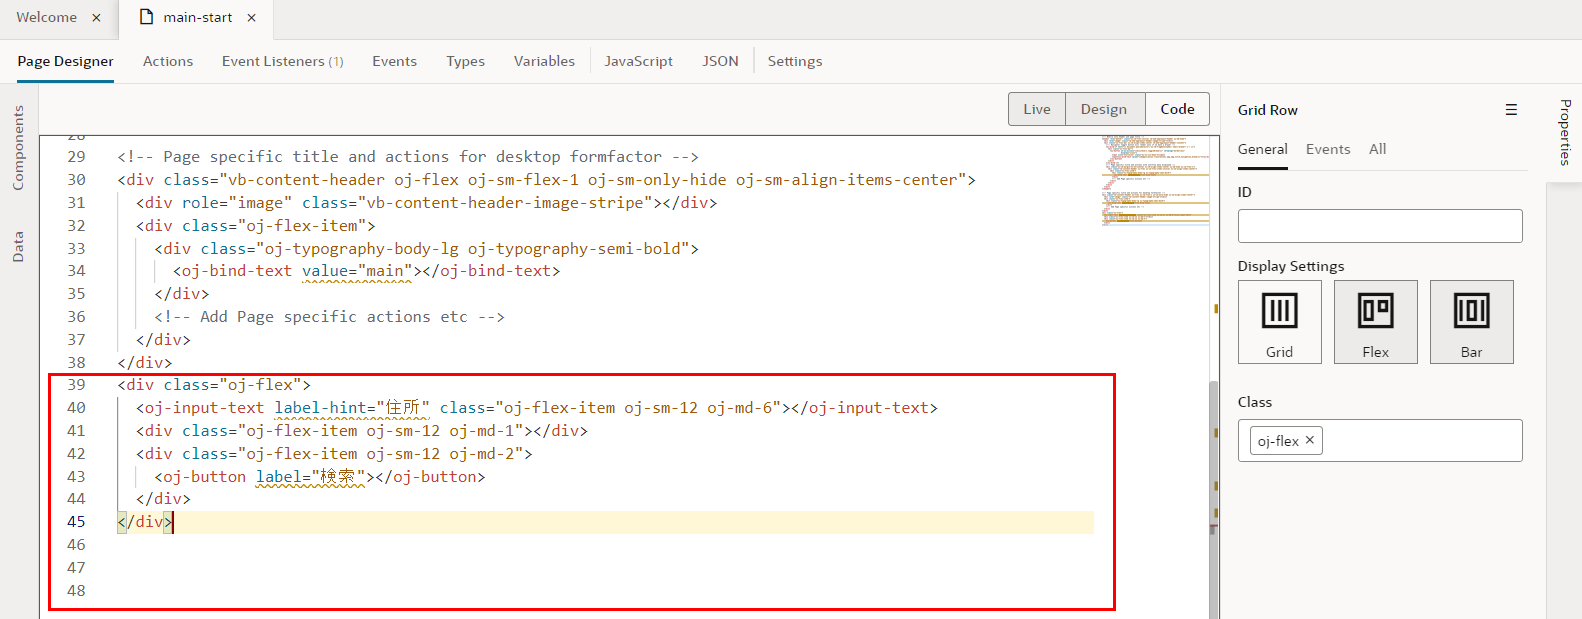 Welcome × main-start ×
Page Designer Actions Event Listeners (1) Events Types Variables JavaScript JSON Settings
Components
Data
Live Design Code
28
29 <!-- Page specific title and actions for desktop formfactor -->
30 <div class="vb-content-header oj-flex oj-sm-flex-1 oj-sm-only-hide oj-sm-align-items-center">
31 <div role="image" class="vb-content-header-image-stripe"></div>
32 <div class="oj-flex-item">
33 <div class="oj-typography-body-lg oj-typography-semi-bold">
34 <oj-bind-text value="main"></oj-bind-text>
35 </div>
36 <!-- Add Page specific actions etc -->
37 </div>
38 </div>
39 <div class="oj-flex">
40 <oj-input-text label-hint="住所" class="oj-flex-item oj-sm-12 oj-md-6"></oj-input-text>
41 <div class="oj-flex-item oj-sm-12 oj-md-1"></div>
42 <div class="oj-flex-item oj-sm-12 oj-md-2">
43 <oj-button label="検索"></oj-button>
44 </div>
45 </div>
46
47
48
Grid Row
General Events All
ID
Display Settings
Grid Flex Bar
Class
oj-flex ×
Properties